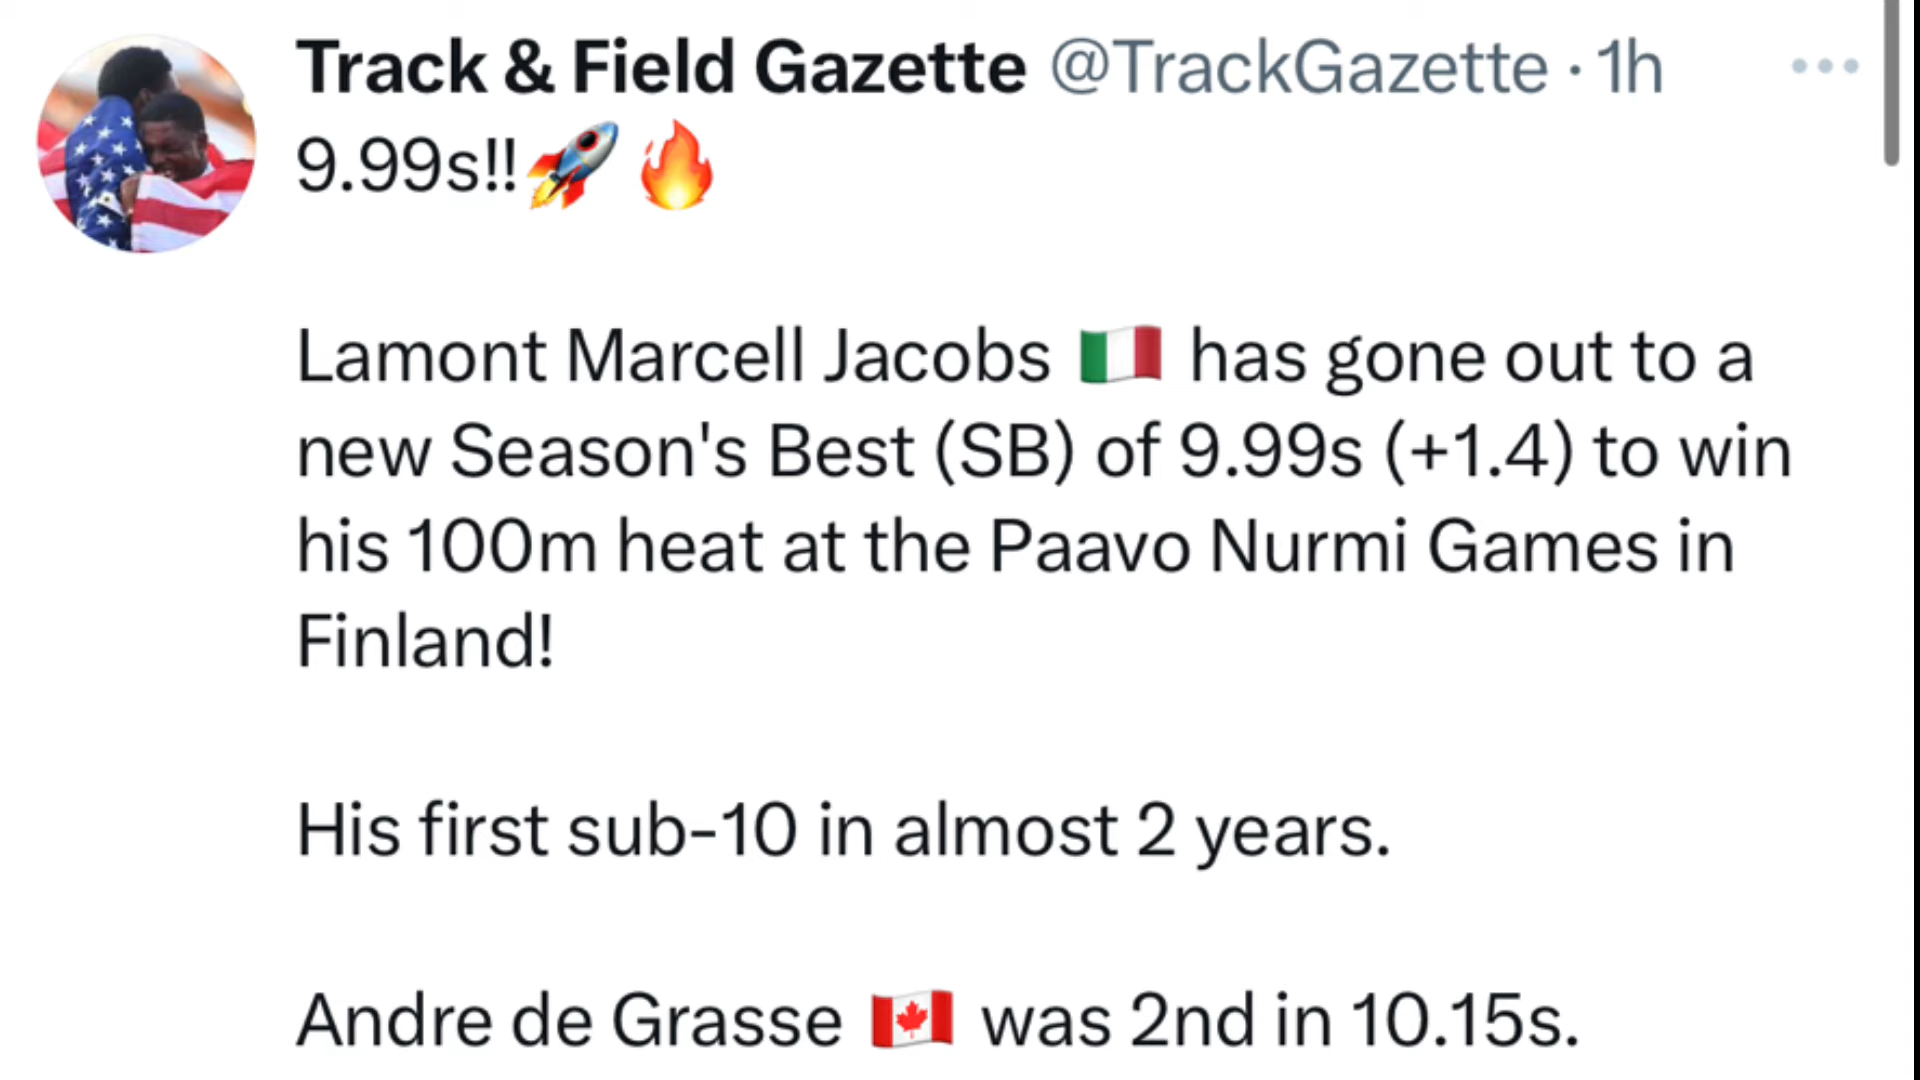 Track & Field Gazette @TrackGazette · 1h
9.99s!!🚀🔥
Lamont Marcell Jacobs 🇮🇹 has gone out to a
new Season's Best (SB) of 9.99s (+1.4) to win
his 100m heat at the Paavo Nurmi Games in
Finland!
His first sub-10 in almost 2 years.
Andre de Grasse 🇨🇦 was 2nd in 10.15s.